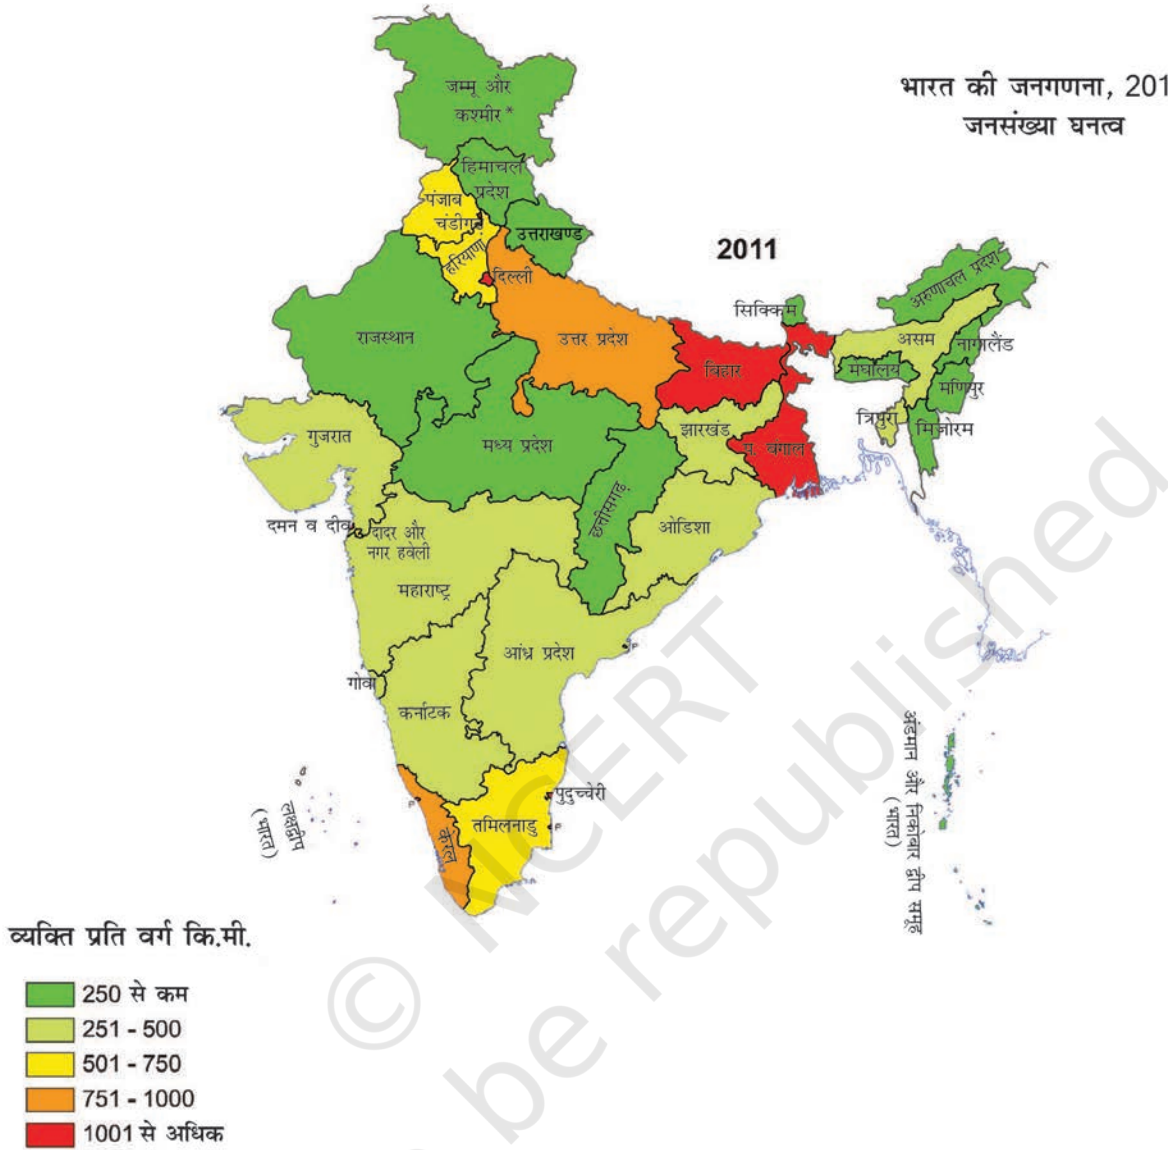 भारत की जनगणना, 201
जनसंख्या घनत्व
2011
जम्मू और
कश्मीर*
हिमाचल
प्रदेश
पंजाब
चंडीगढ़
उत्तराखण्ड
हरियाणा
दिल्ली
अरुणाचल प्रदेश
सिक्किम
राजस्थान
उत्तर प्रदेश
असम
नागालैंड
बिहार
मेघालय
मणिपुर
त्रिपुरा
मिज़ोरम
गुजरात
मध्य प्रदेश
झारखंड
प. बंगाल
छत्तीसगढ़
दमन व दीव
दादर और
नगर हवेली
ओडिशा
महाराष्ट्र
आंध्र प्रदेश
गोवा
कर्नाटक
पुदुच्चेरी
तमिलनाडु
केरल
लक्षद्वीप
(भारत)
अंडमान और निकोबार द्वीप समूह
(भारत)
व्यक्ति प्रति वर्ग कि.मी.
250 से कम
251 - 500
501 - 750
751 - 1000
1001 से अधिक
© NCERT
be republished